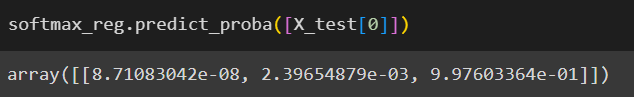 softmax_reg.predict_proba([X_test[0]])
array([[8.71083042e-08, 2.39654879e-03, 9.97603364e-01]])